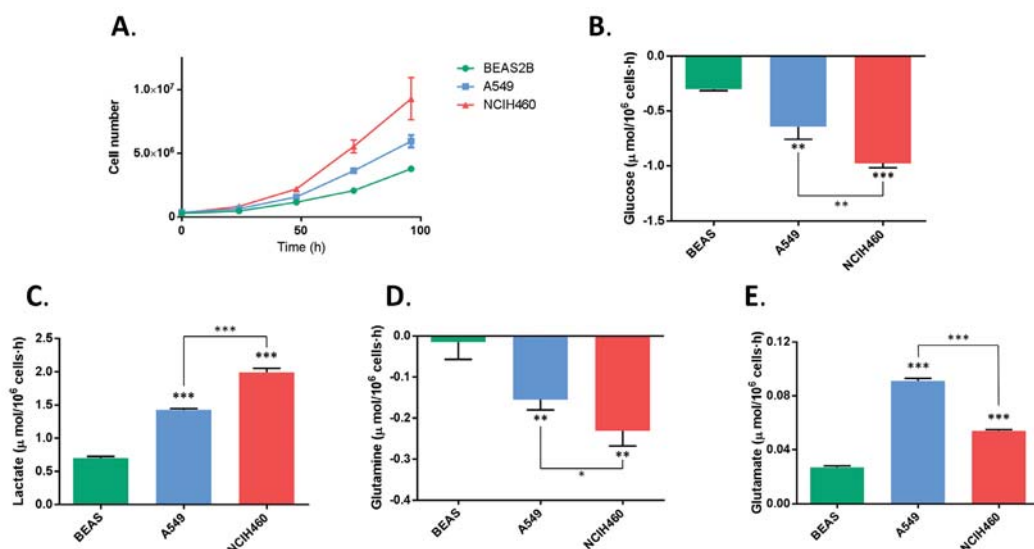 A.
Cell number
1.0×10⁷
5.0×10⁶
0
0
50
100
Time (h)
BEAS2B
A549
NCIH460
B.
Glucose (μ mol/10⁶ cells·h)
0.0
-0.5
-1.0
-1.5
**
***
**
BEAS
A549
NCIH460
C.
Lactate (μ mol/10⁶ cells·h)
2.5
2.0
1.5
1.0
0.5
0.0
***
***
***
BEAS
A549
NCIH460
D.
Glutamine (μ mol/10⁶ cells·h)
0.0
-0.1
-0.2
-0.3
-0.4
**
**
*
BEAS
A549
NCIH460
E.
Glutamate (μ mol/10⁶ cells·h)
0.12
0.08
0.04
0.00
***
***
***
BEAS
A549
NCIH460